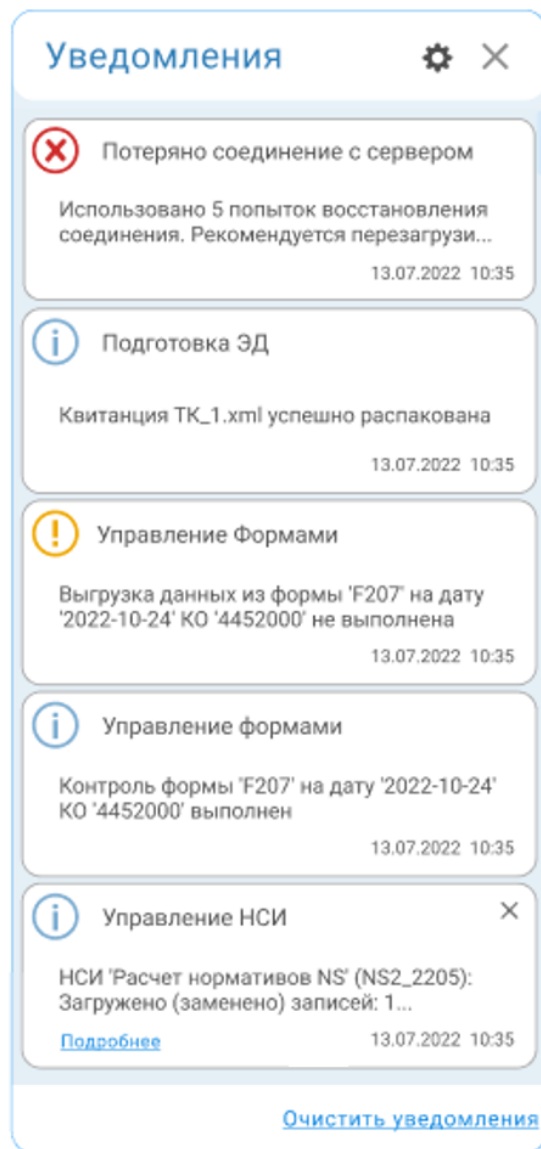 Уведомления
Потеряно соединение с сервером
Использовано 5 попыток восстановления
соединения. Рекомендуется перезагрузи...
13.07.2022 10:35
Подготовка ЭД
Квитанция ТК_1.xml успешно распакована
13.07.2022 10:35
Управление Формами
Выгрузка данных из формы 'F207' на дату
'2022-10-24' КО '4452000' не выполнена
13.07.2022 10:35
Управление формами
Контроль формы 'F207' на дату '2022-10-24'
КО '4452000' выполнен
13.07.2022 10:35
Управление НСИ
НСИ 'Расчет нормативов NS' (NS2_2205):
Загружено (заменено) записей: 1...
Подробнее 13.07.2022 10:35
Очистить уведомления